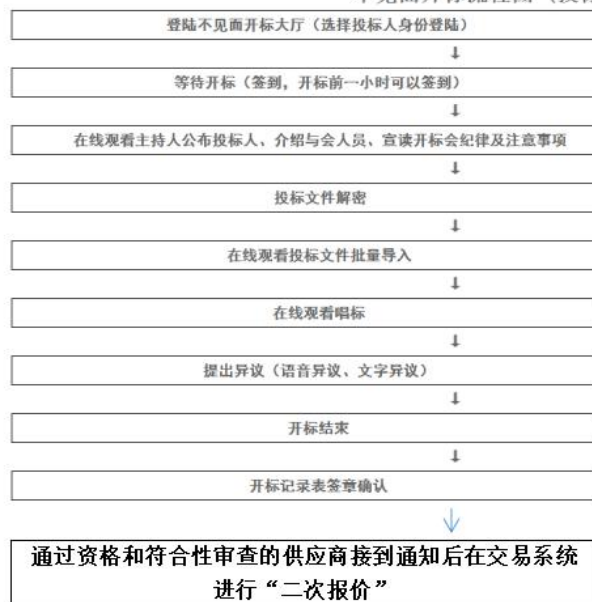 登陆不见面开标大厅（选择投标人身份登陆）
↓
等待开标（签到，开标前一小时可以签到）
↓
在线观看主持人公布投标人、介绍与会人员、宣读开标会纪律及注意事项
↓
投标文件解密
↓
在线观看投标文件批量导入
↓
在线观看唱标
↓
提出异议（语音异议、文字异议）
↓
开标结束
↓
开标记录表签章确认
↓
通过资格和符合性审查的供应商接到通知后在交易系统
进行“二次报价”